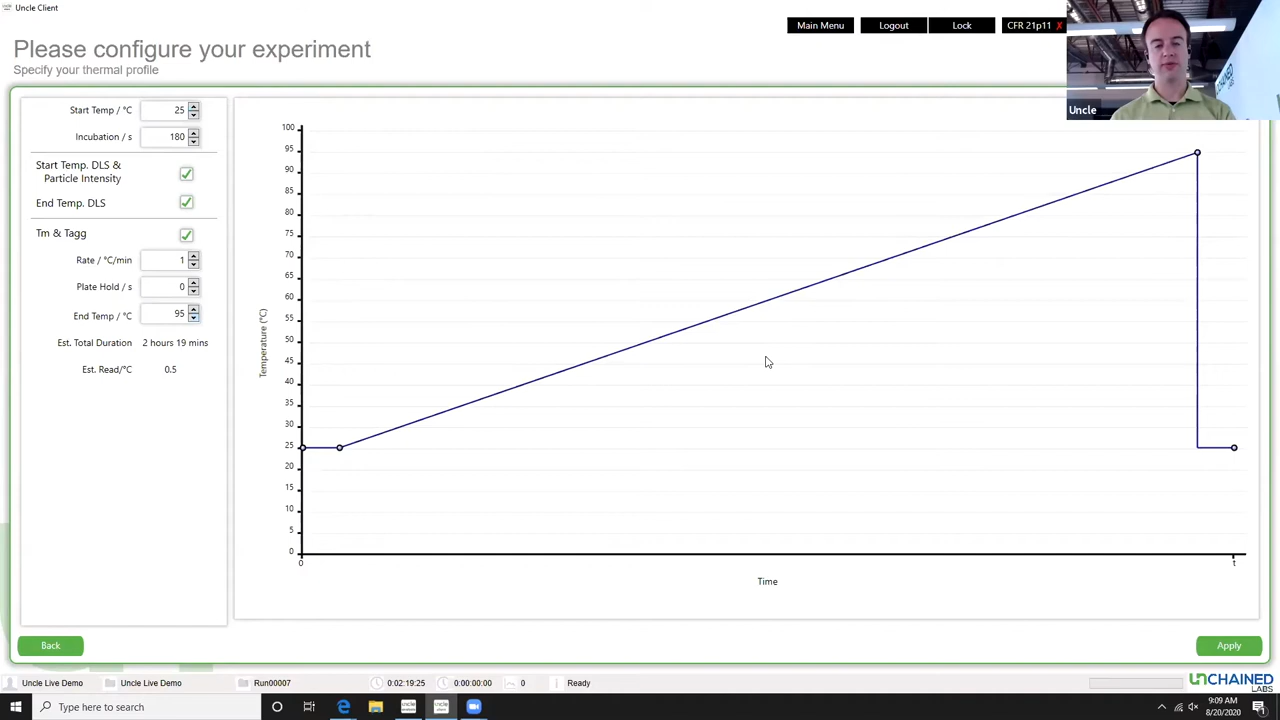 Uncle Client
Main Menu
Logout
Lock
CFR 21p11 ✗
Please configure your experiment
Specify your thermal profile
Uncle
UNCHAINED
LABS
Start Temp / °C 25
Incubation / s 180
Start Temp. DLS &
Particle Intensity
End Temp. DLS
Tm & Tagg
Rate / °C/min 1
Plate Hold / s 0
End Temp / °C 95
Est. Total Duration 2 hours 19 mins
Est. Read/°C 0.5
100
95
90
85
80
75
70
65
60
55
50
45
40
35
30
25
20
15
10
5
0
Temperature (°C)
0
t
Time
Back
Apply
Uncle Live Demo
Uncle Live Demo
Run00007
0:02:19:25
0:00:00:00
0
Ready
UNCHAINED
LABS
Type here to search
9:09 AM
8/20/2020
1